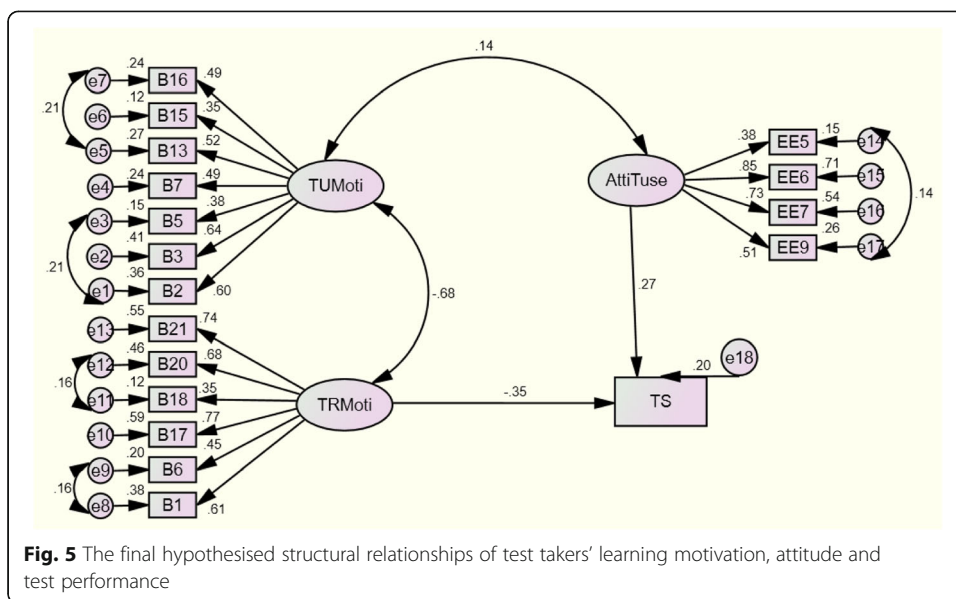 .14
e7 .24 B16 .49
.21
e6 .12 B15 .35
e5 .27 B13 .52
e4 .24 B7 .49
e3 .15 B5 .38
e2 .41 B3 .64
.21
e1 .36 B2 .60
TUMoti
AttiTuse
.38 EE5 .15 e14
.85 EE6 .71 e15
.73 EE7 .54 e16
.51 EE9 .26 e17
.14
-.68
.27
e13 .55 B21 .74
e12 .46 B20 .68
.16
e11 .12 B18 .35
e10 .59 B17 .77
e9 .20 B6 .45
.16
e8 .38 B1 .61
TRMoti
-.35
TS
.20
e18
Fig. 5 The final hypothesised structural relationships of test takers’ learning motivation, attitude and
test performance